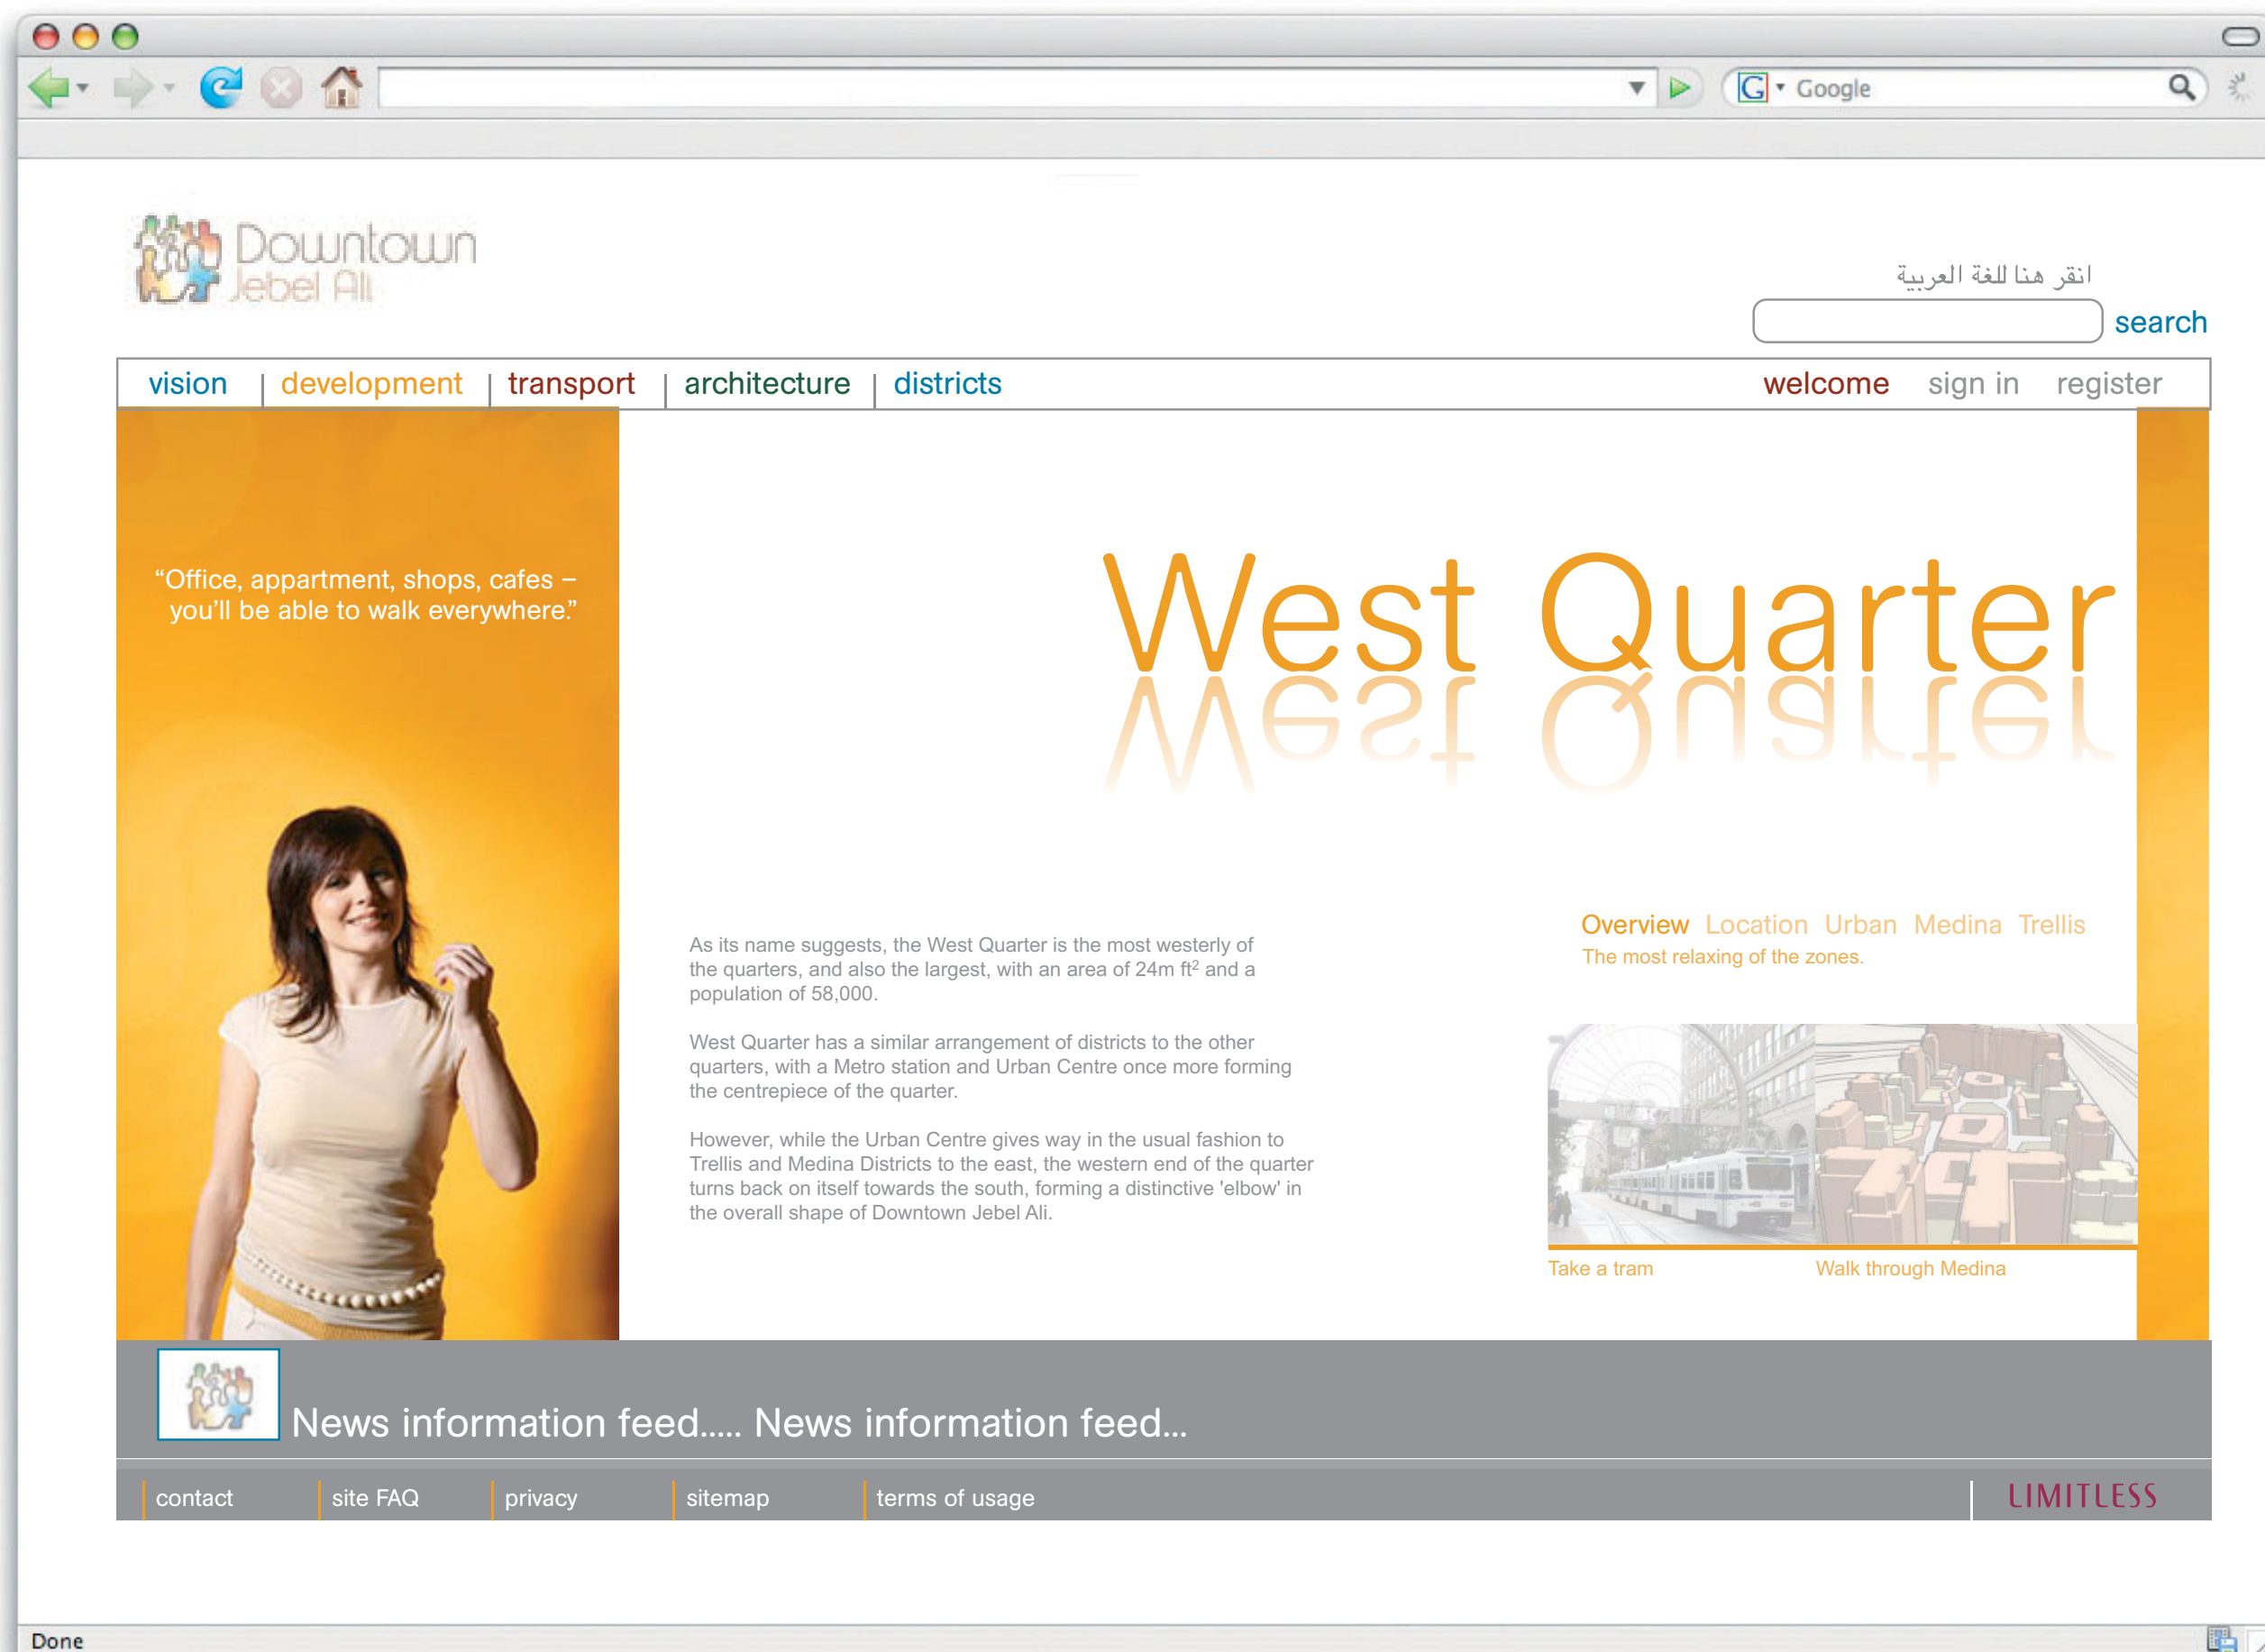 Google
Downtown
Jebel Ali
انقر هنا للغة العربية
search
vision development transport architecture districts welcome sign in register
“Office, appartment, shops, cafes –
you'll be able to walk everywhere.”
West Quarter
Overview Location Urban Medina Trellis
The most relaxing of the zones.
As its name suggests, the West Quarter is the most westerly of
the quarters, and also the largest, with an area of 24m ft² and a
population of 58,000.
West Quarter has a similar arrangement of districts to the other
quarters, with a Metro station and Urban Centre once more forming
the centrepiece of the quarter.
However, while the Urban Centre gives way in the usual fashion to
Trellis and Medina Districts to the east, the western end of the quarter
turns back on itself towards the south, forming a distinctive 'elbow' in
the overall shape of Downtown Jebel Ali.
Take a tram Walk through Medina
News information feed..... News information feed...
contact site FAQ privacy sitemap terms of usage LIMITLESS
Done